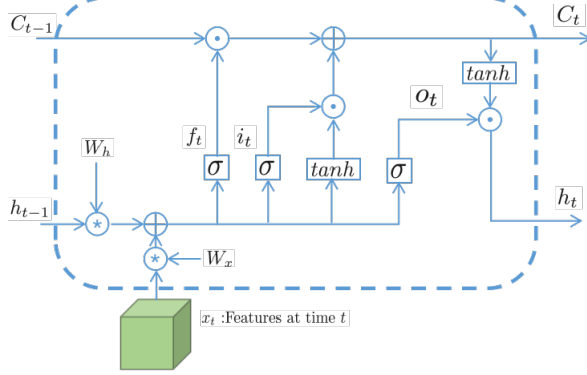 C_{t-1}
C_t
tanh
o_t
f_t
i_t
W_h
σ
σ
tanh
σ
h_{t-1}
h_t
*
*
W_x
x_t :Features at time t